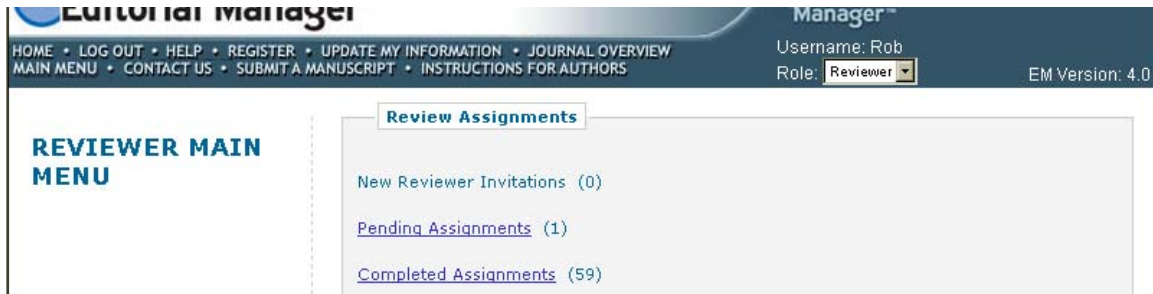 Editorial Manager
Manager™
HOME • LOG OUT • HELP • REGISTER • UPDATE MY INFORMATION • JOURNAL OVERVIEW
MAIN MENU • CONTACT US • SUBMIT A MANUSCRIPT • INSTRUCTIONS FOR AUTHORS
Username: Rob
Role: Reviewer
EM Version: 4.0
REVIEWER MAIN
MENU
Review Assignments
New Reviewer Invitations (0)
Pending Assignments (1)
Completed Assignments (59)